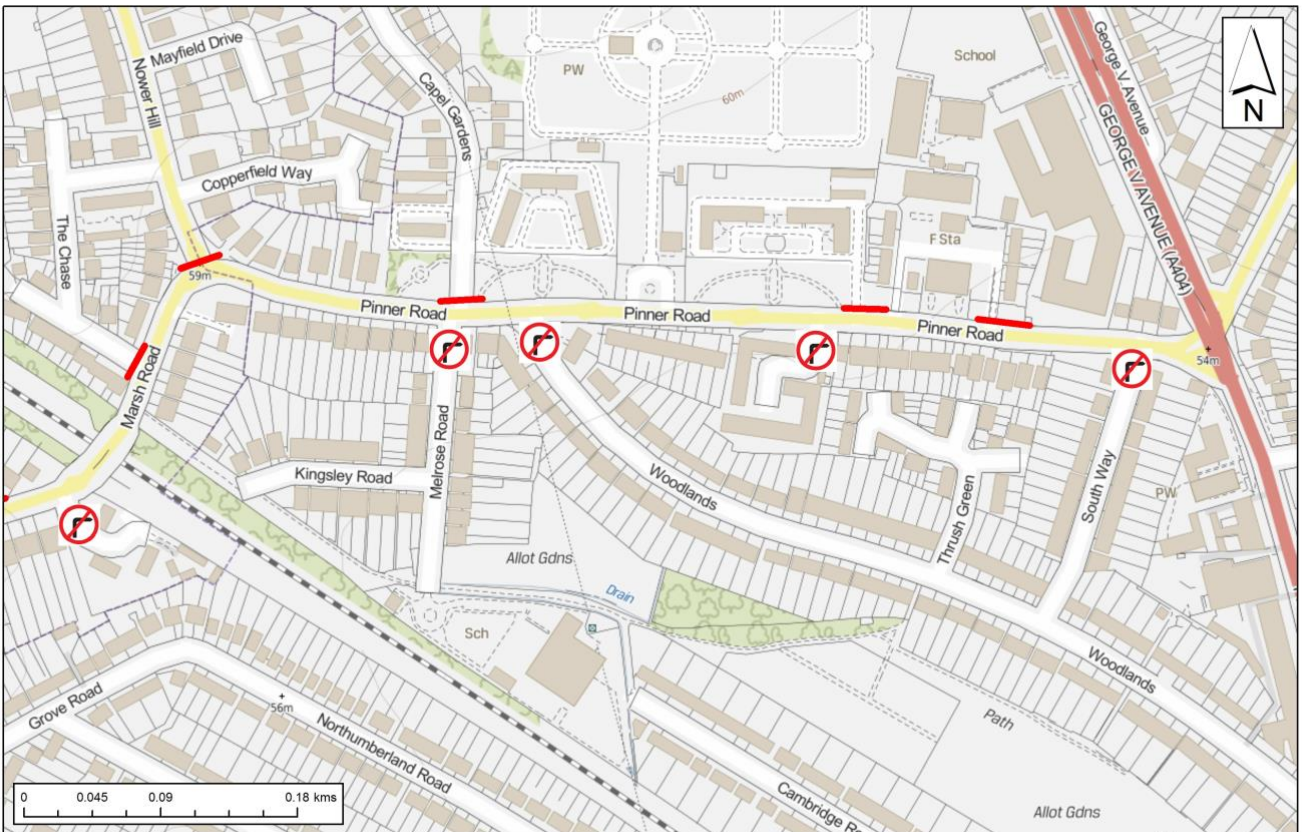 Mayfield Drive
Nower Hill
Capel Gardens
PW
School
George V Avenue
GEORGE V AVENUE (A404)
N
60m
Copperfield Way
The Chase
F Sta
59m
Pinner Road
Pinner Road
Pinner Road
54m
Marsh Road
Melrose Road
Kingsley Road
Woodlands
Thrush Green
South Way
PW
Allot Gdns
Drain
Sch
Woodlands
Grove Road
56m
Northumberland Road
Path
Cambridge
Allot Gdns
0 0.045 0.09 0.18 kms